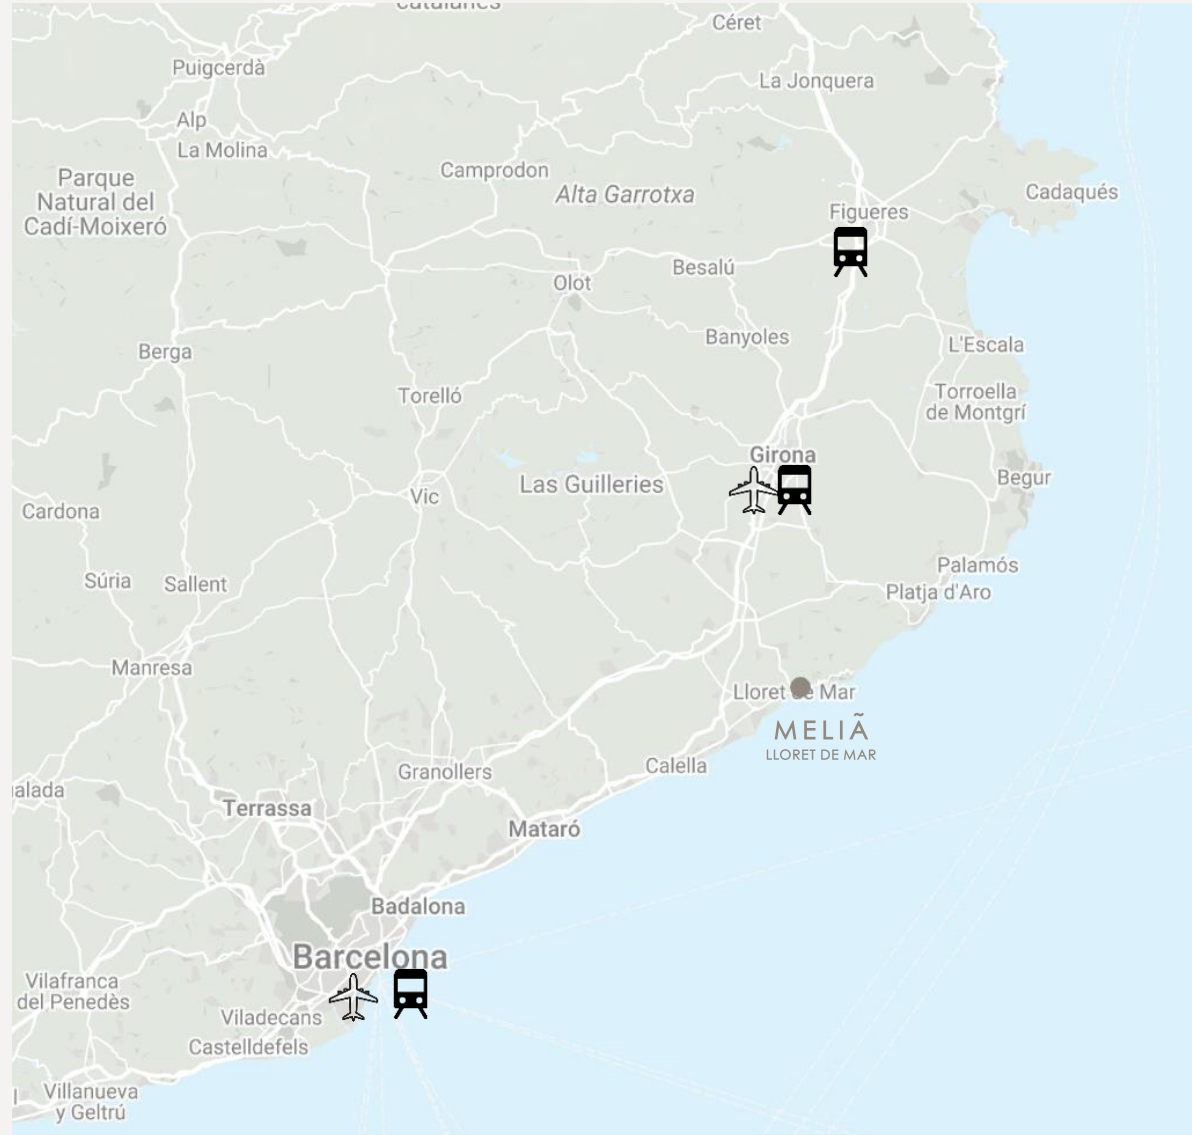 Céret
Puigcerdà
La Jonquera
Alp
La Molina
Camprodon
Parque
Natural del
Cadí-Moixeró
Alta Garrotxa
Cadaqués
Figueres
Besalú
Olot
Banyoles
L'Escala
Berga
Torelló
Torroella
de Montgrí
Girona
Begur
Las Guilleries
Vic
Cardona
Palamós
Súria
Sallent
Platja d'Aro
Manresa
Lloret de Mar
MELIÃ
LLORET DE MAR
Calella
Granollers
Terrassa
Mataró
Badalona
Barcelona
Vilafranca
del Penedès
Viladecans
Castelldefels
Villanueva
y Geltrú